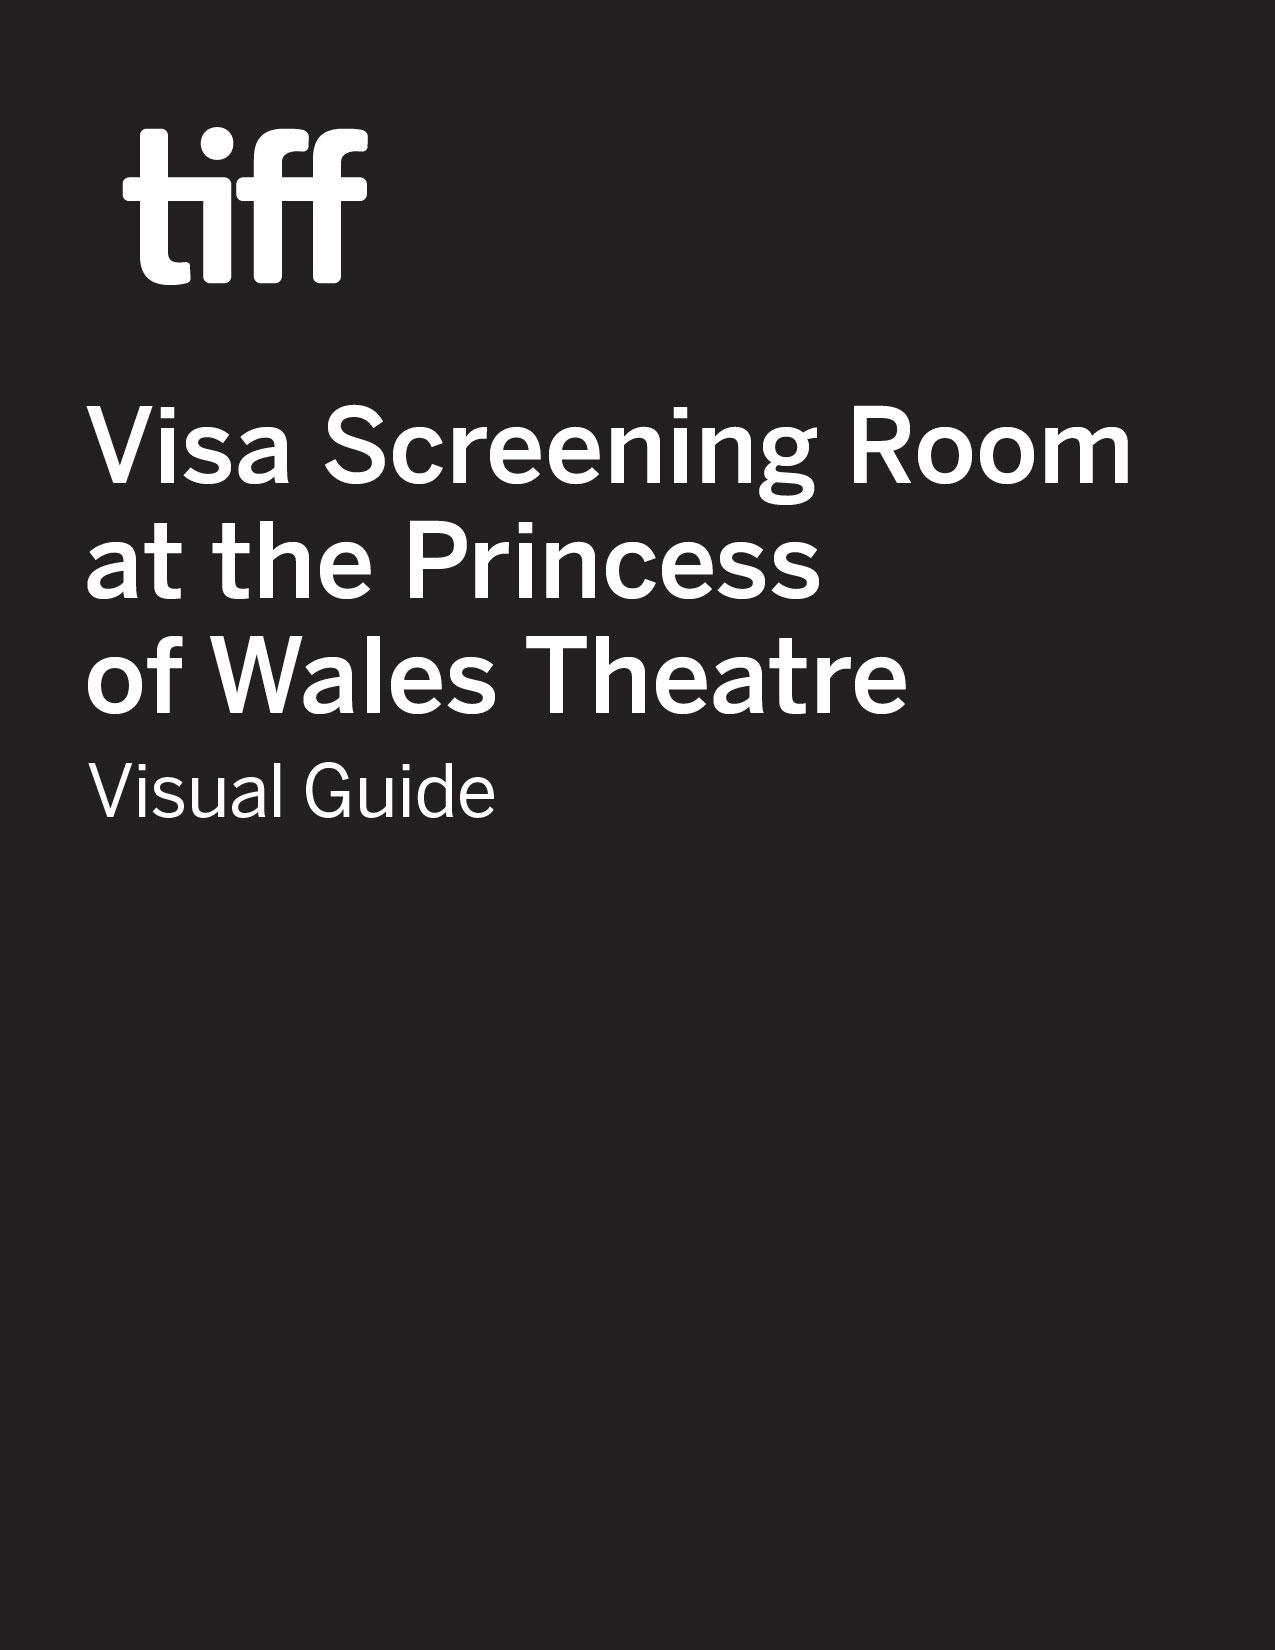 tiff
Visa Screening Room
at the Princess
of Wales Theatre
Visual Guide